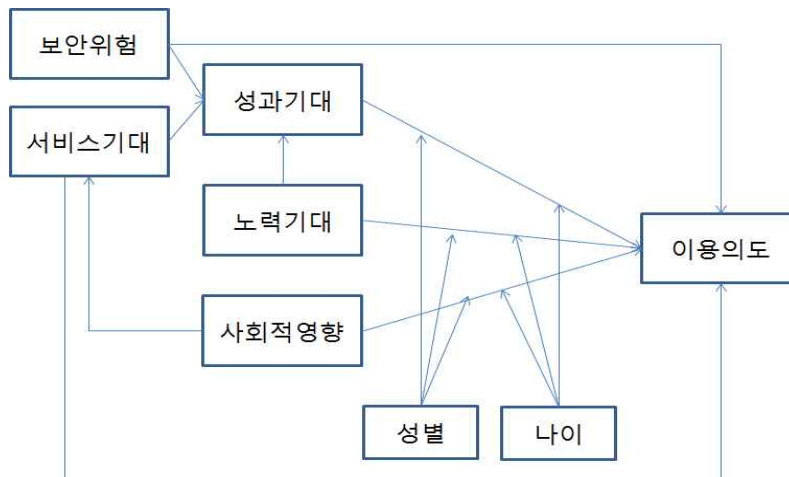 보안위험
성과기대
서비스기대
노력기대
이용의도
사회적영향
성별
나이